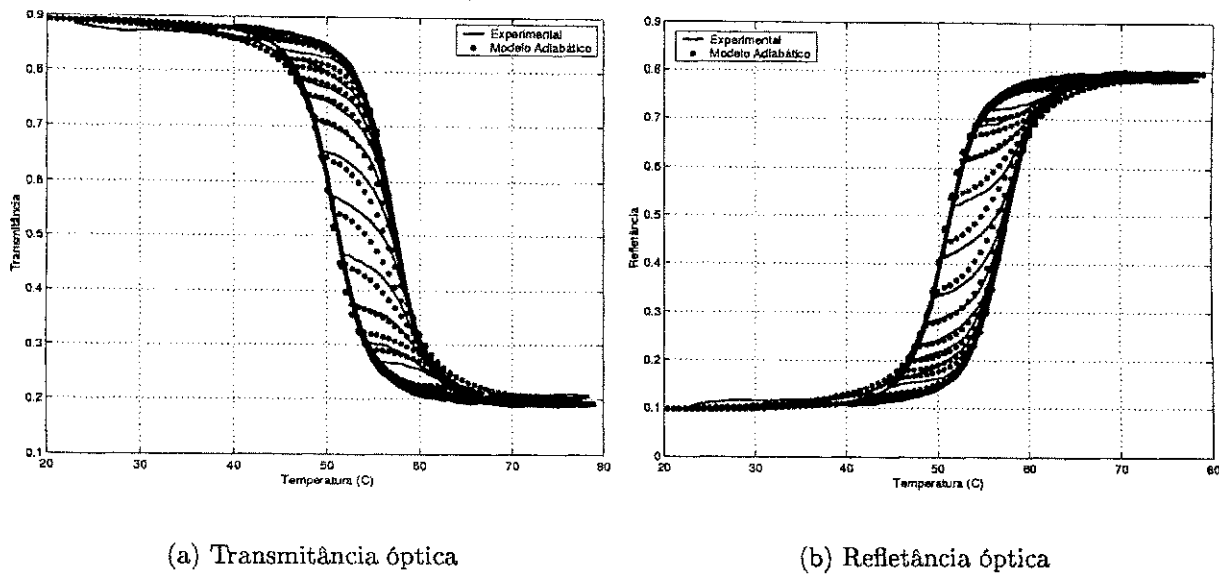 0.9
0.8
0.7
0.6
0.5
0.4
0.3
0.2
0.1
Transmitância
Experimental
Modelo Adiabático
20 30 40 50 60 70 80
Temperatura (C)
0.9
0.8
0.7
0.6
0.5
0.4
0.3
0.2
0.1
0
Refletância
Experimental
Modelo Adiabático
20 30 40 50 60 70 80
Temperatura (C)
(a) Transmitância óptica
(b) Refletância óptica